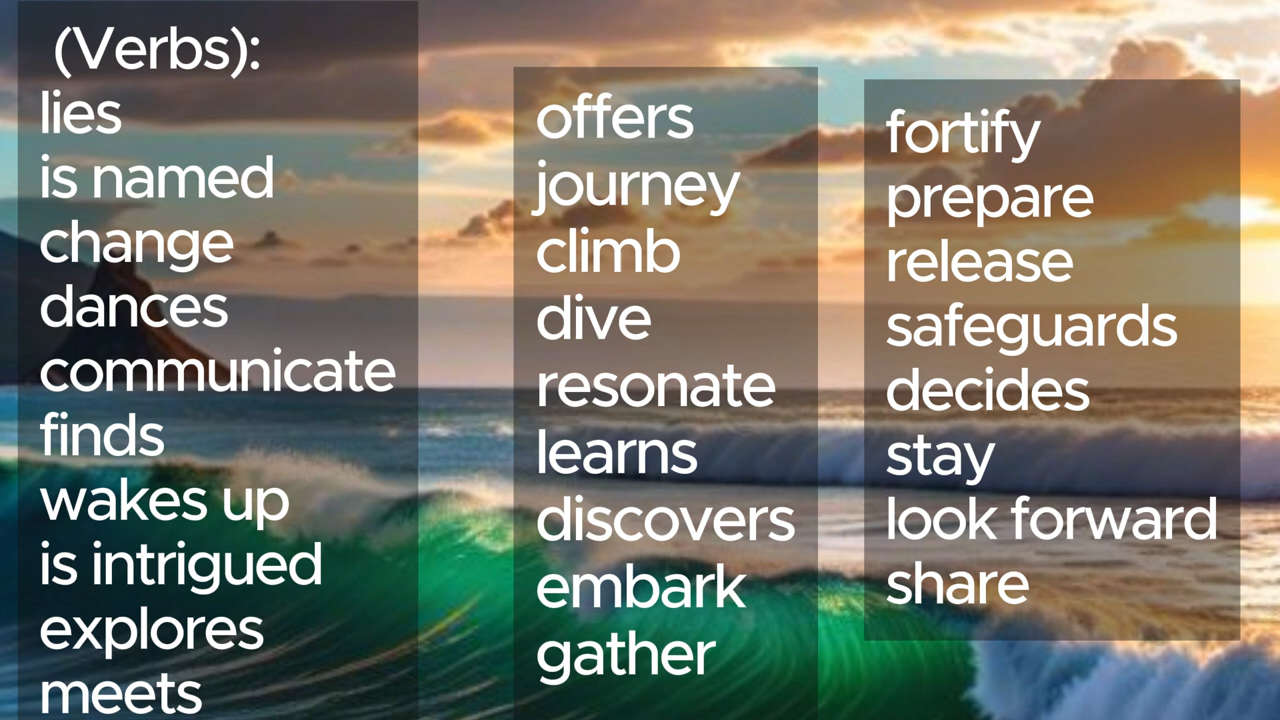 (Verbs):
lies
is named
change
dances
communicate
finds
wakes up
is intrigued
explores
meets
offers
journey
climb
dive
resonate
learns
discovers
embark
gather
fortify
prepare
release
safeguards
decides
stay
look forward
share